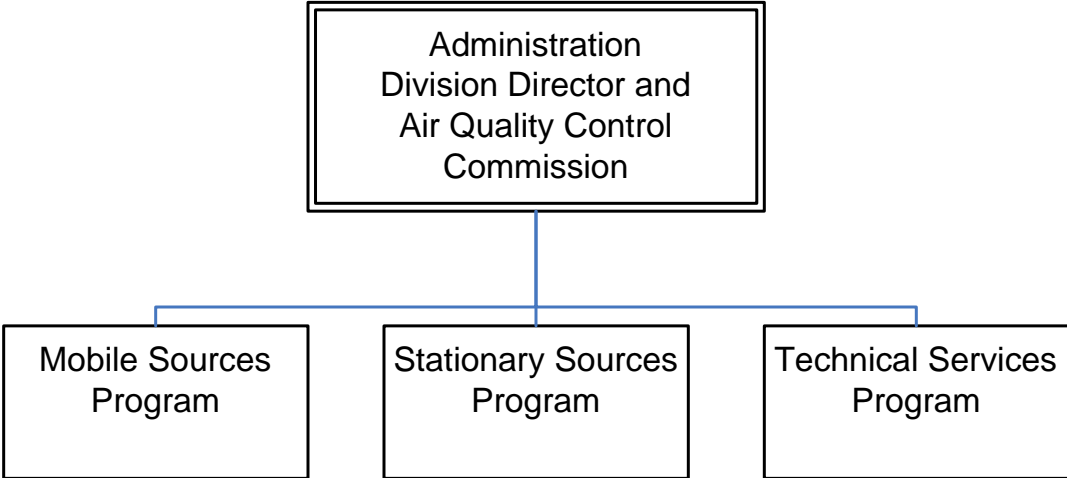 Administration
Division Director and
Air Quality Control
Commission
Mobile Sources
Program
Stationary Sources
Program
Technical Services
Program